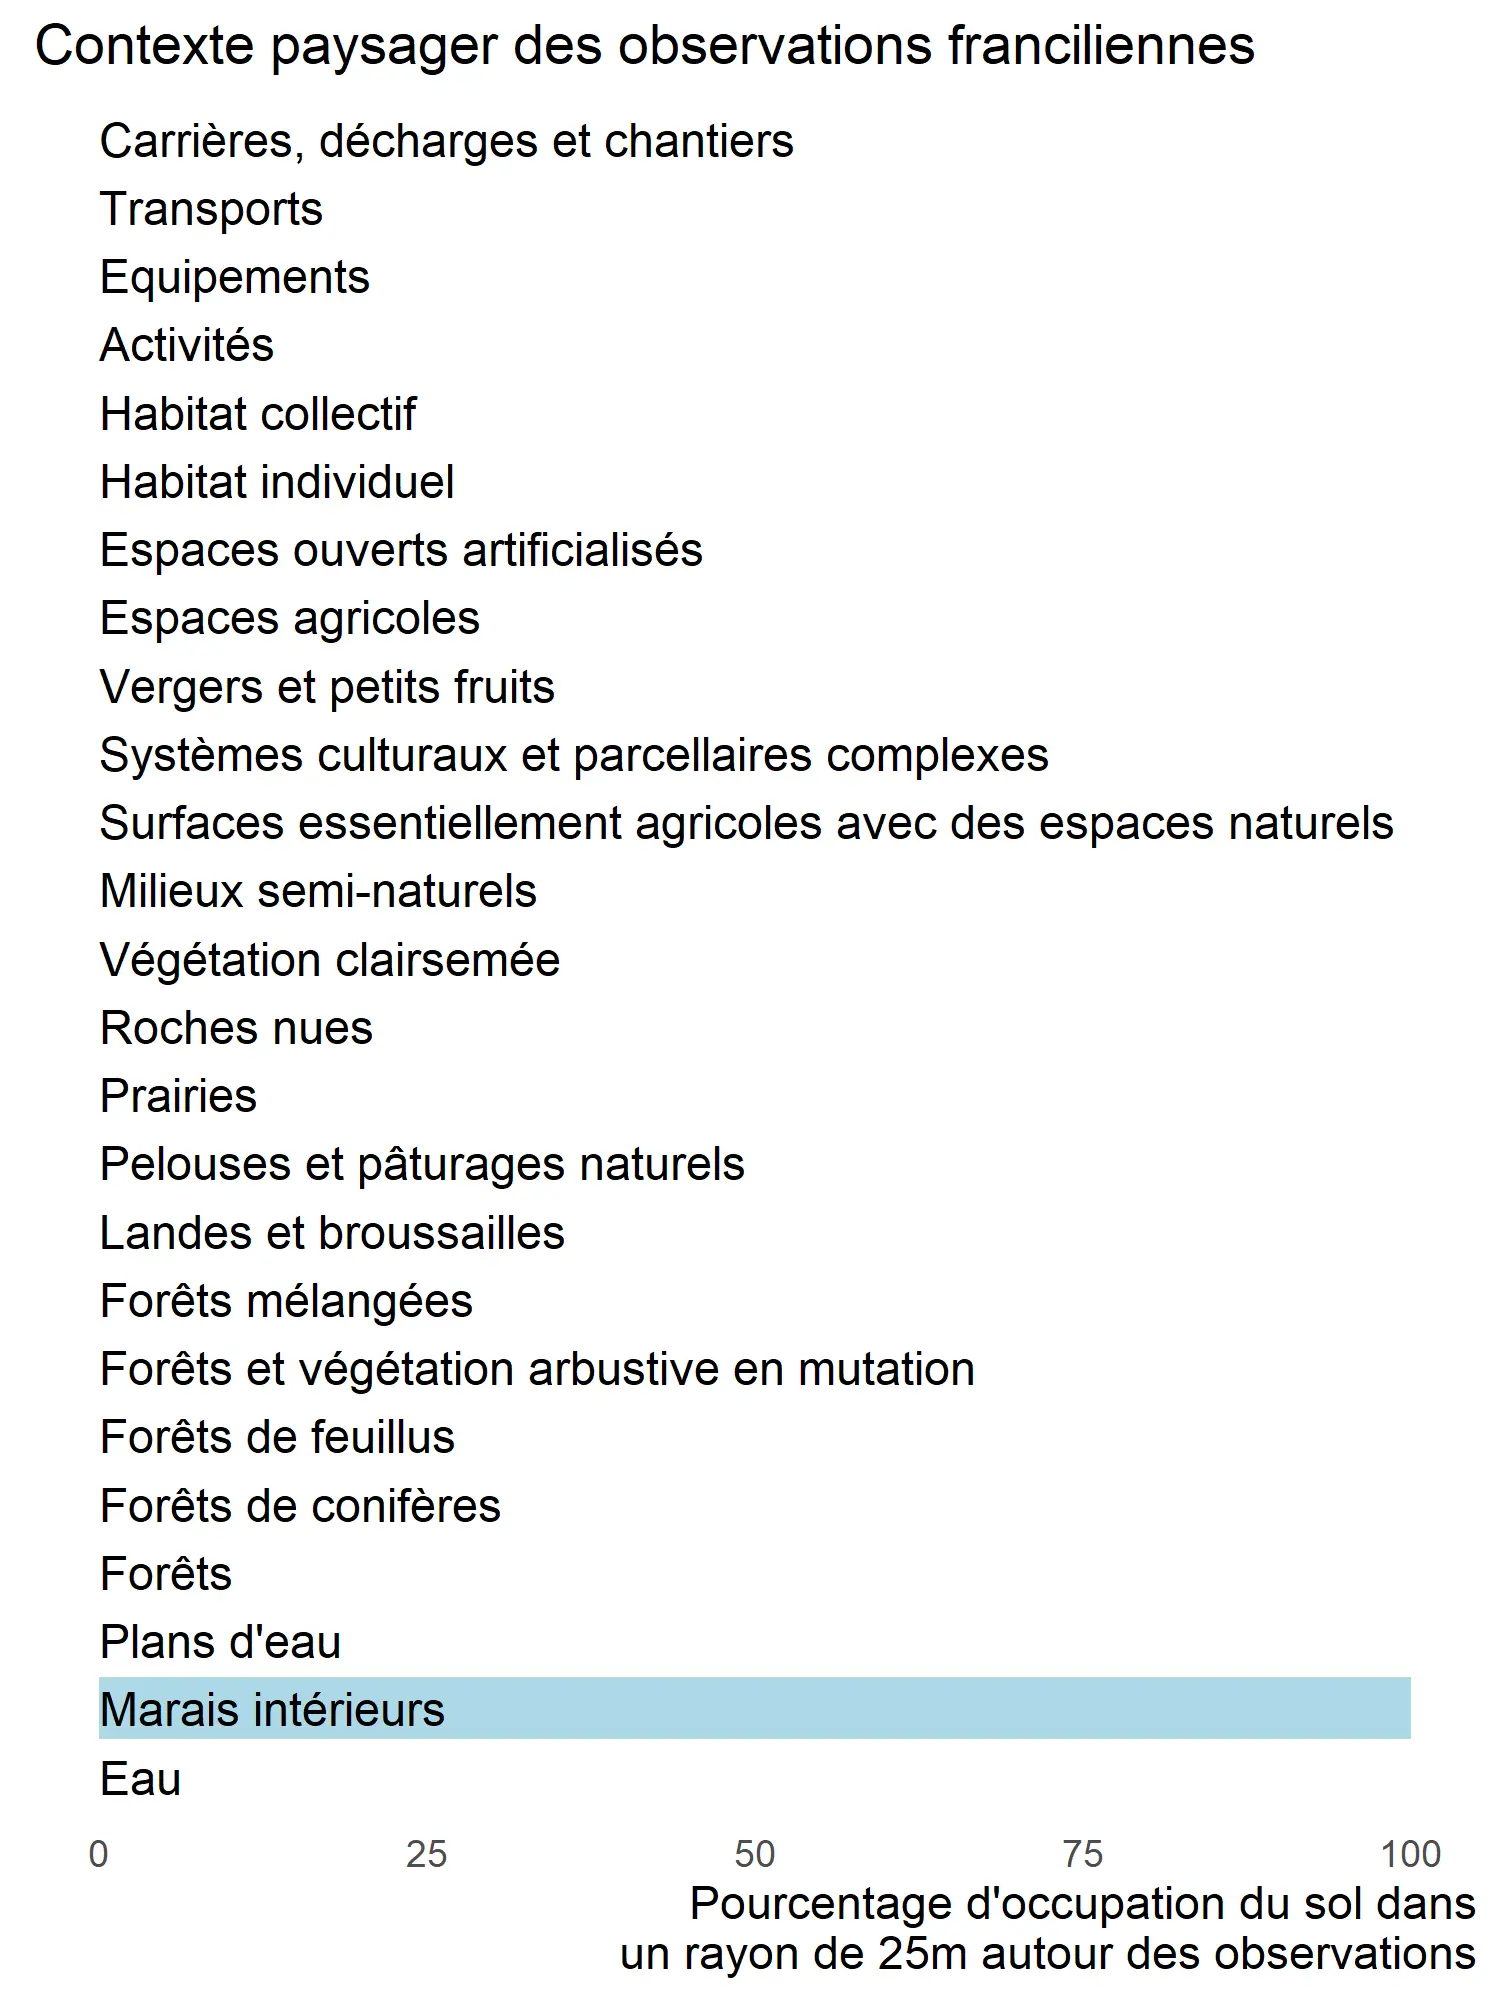 Contexte paysager des observations franciliennes
Carrières, décharges et chantiers
Transports
Equipements
Activités
Habitat collectif
Habitat individuel
Espaces ouverts artificialisés
Espaces agricoles
Vergers et petits fruits
Systèmes culturaux et parcellaires complexes
Surfaces essentiellement agricoles avec des espaces naturels
Milieux semi-naturels
Végétation clairsemée
Roches nues
Prairies
Pelouses et pâturages naturels
Landes et broussailles
Forêts mélangées
Forêts et végétation arbustive en mutation
Forêts de feuillus
Forêts de conifères
Forêts
Plans d'eau
Marais intérieurs
Eau
0 25 50 75 100
Pourcentage d'occupation du sol dans
un rayon de 25m autour des observations